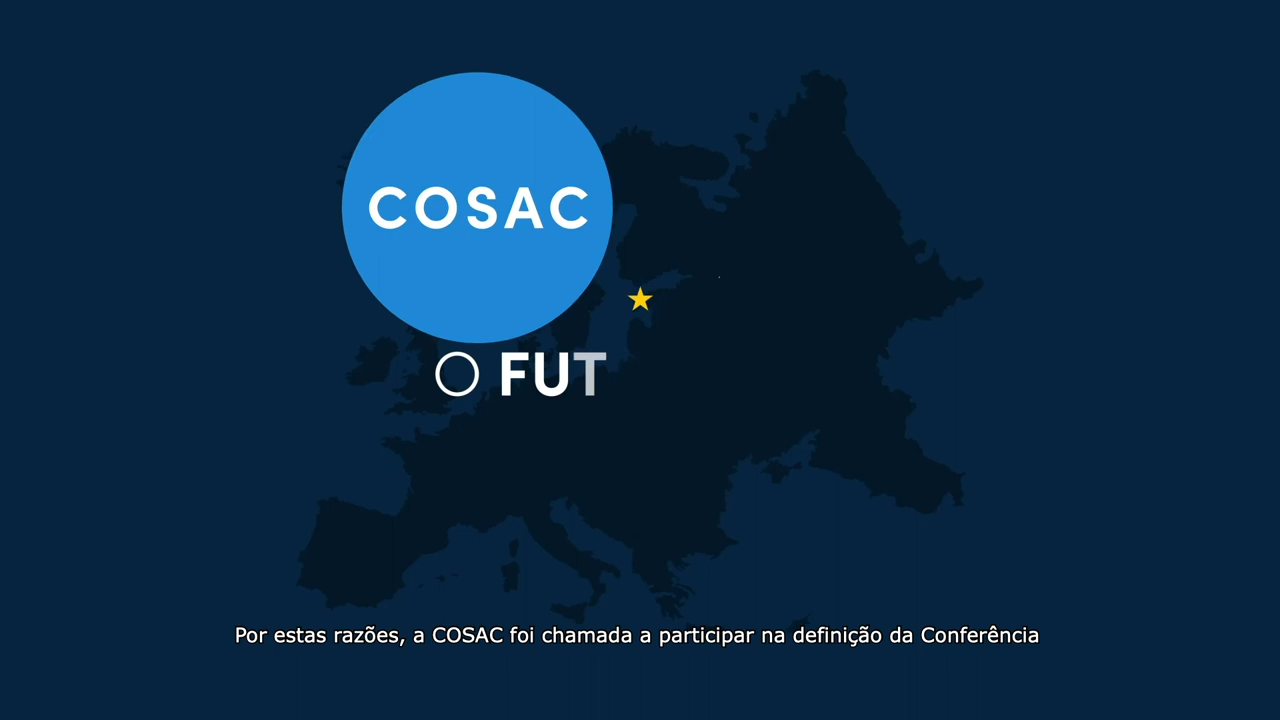 COSAC
O FUT
Por estas razões, a COSAC foi chamada a participar na definição da Conferência